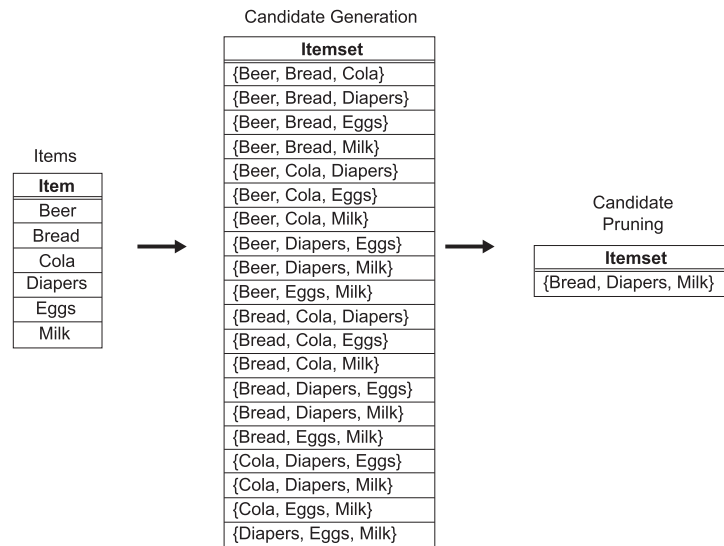 Candidate Generation
Itemset
{Beer, Bread, Cola}
{Beer, Bread, Diapers}
{Beer, Bread, Eggs}
{Beer, Bread, Milk}
{Beer, Cola, Diapers}
{Beer, Cola, Eggs}
{Beer, Cola, Milk}
{Beer, Diapers, Eggs}
{Beer, Diapers, Milk}
{Beer, Eggs, Milk}
{Bread, Cola, Diapers}
{Bread, Cola, Eggs}
{Bread, Cola, Milk}
{Bread, Diapers, Eggs}
{Bread, Diapers, Milk}
{Bread, Eggs, Milk}
{Cola, Diapers, Eggs}
{Cola, Diapers, Milk}
{Cola, Eggs, Milk}
{Diapers, Eggs, Milk}
Items
Item
Beer
Bread
Cola
Diapers
Eggs
Milk
Candidate
Pruning
Itemset
{Bread, Diapers, Milk}